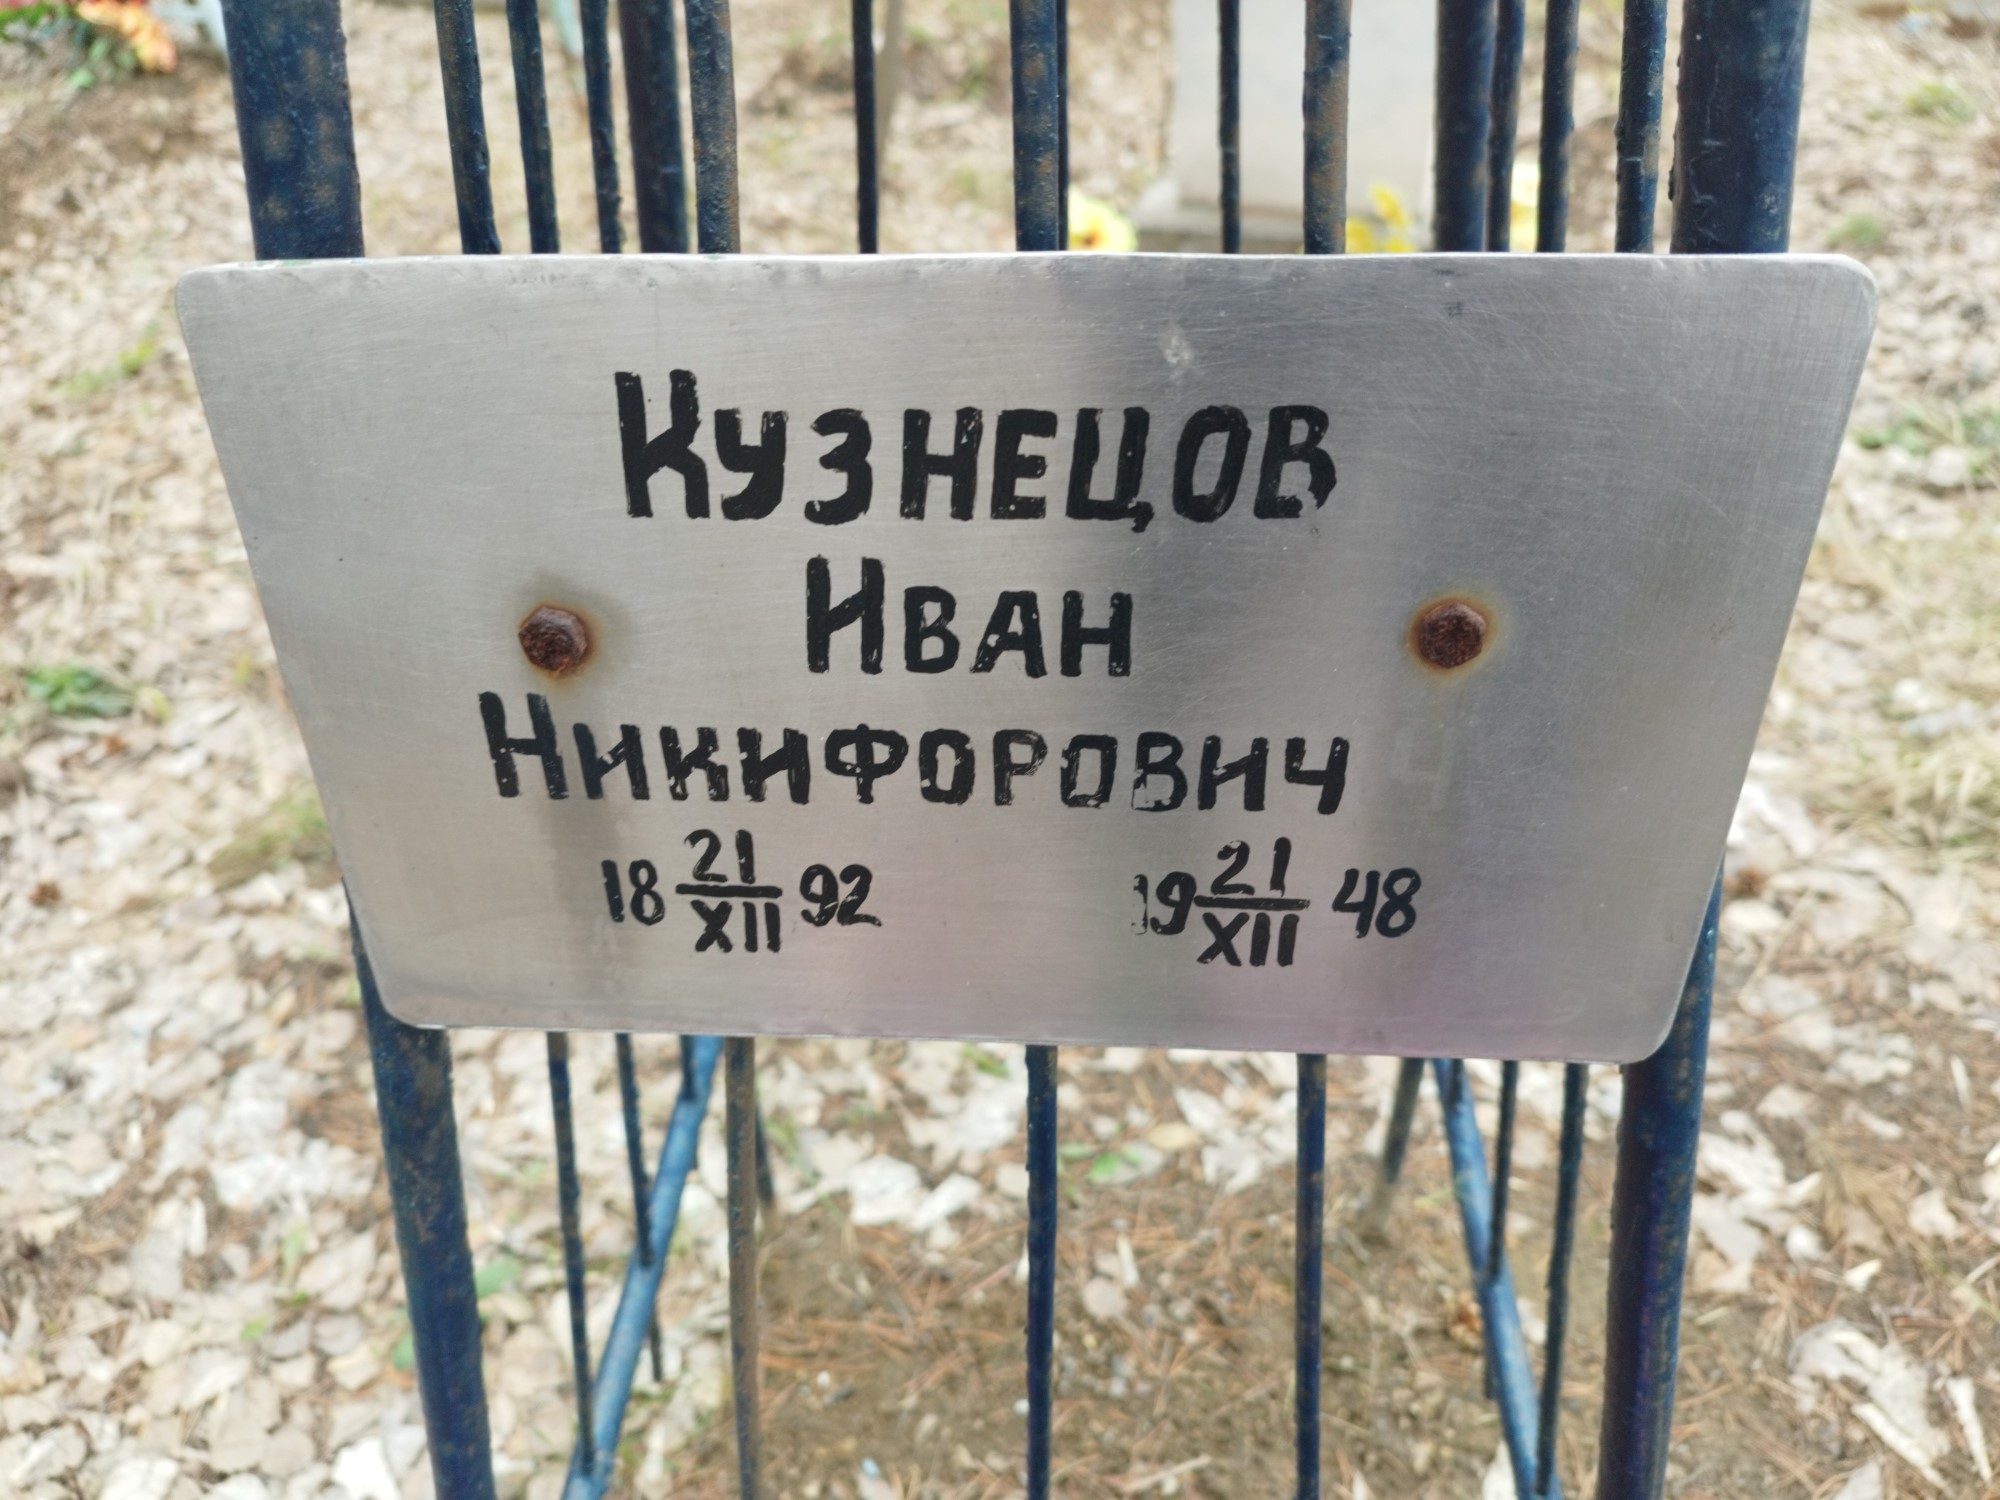 Кузнецов
Иван
Никифорович
18 21/XII 92 19 21/XII 48